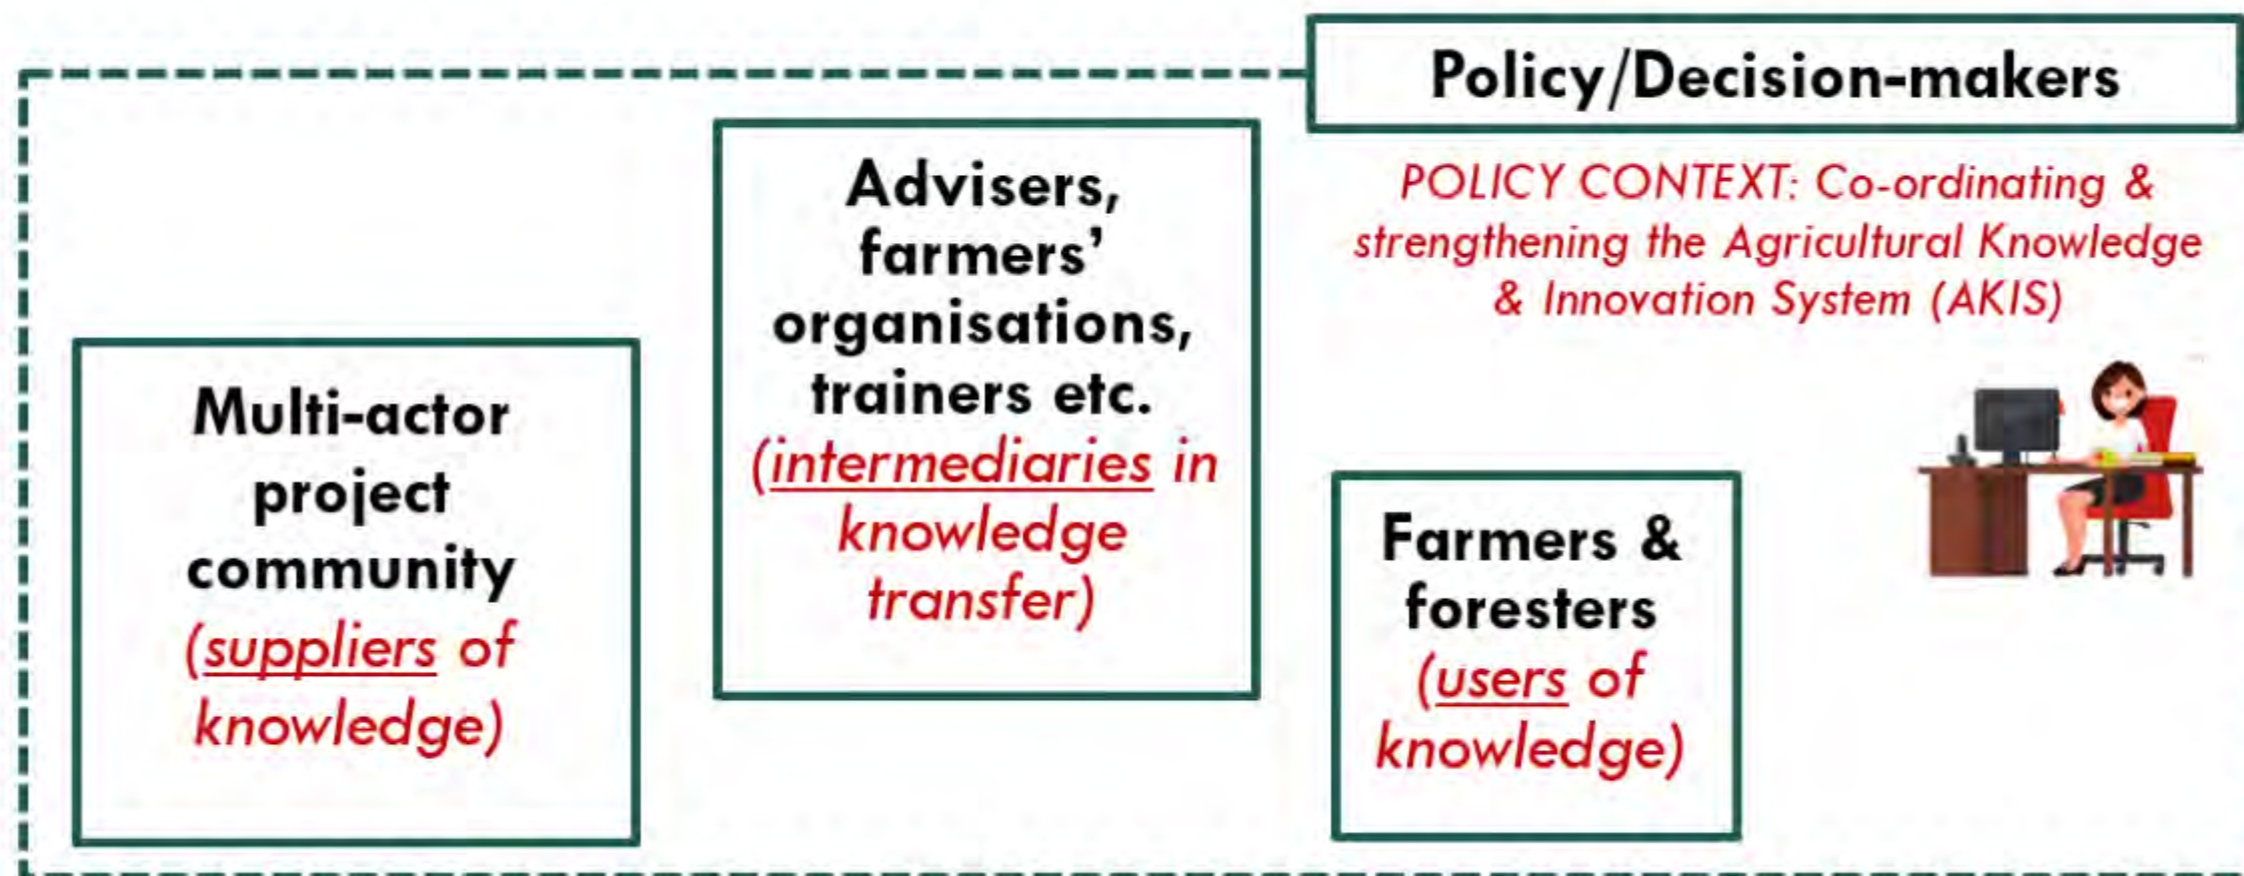 Policy/Decision-makers
POLICY CONTEXT: Co-ordinating &
strengthening the Agricultural Knowledge
& Innovation System (AKIS)
Advisers,
farmers’
organisations,
trainers etc.
(intermediaries in
knowledge
transfer)
Multi-actor
project
community
(suppliers of
knowledge)
Farmers &
foresters
(users of
knowledge)